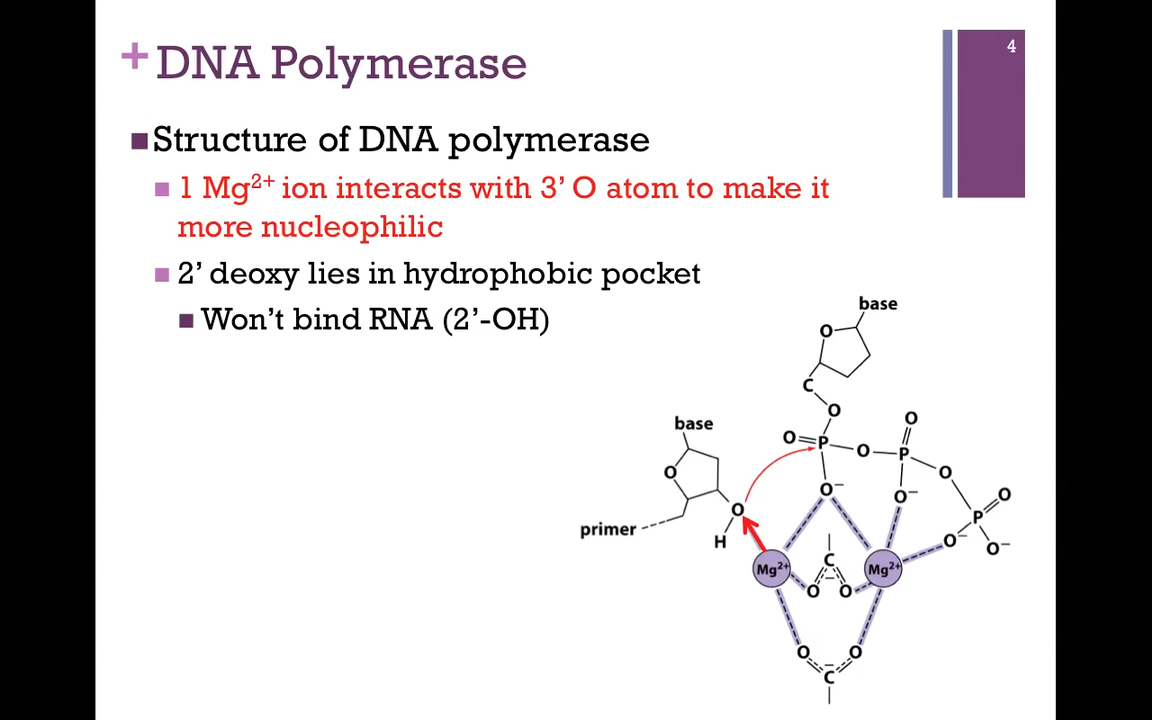 4
+ DNA Polymerase
■ Structure of DNA polymerase
■ 1 Mg²⁺ ion interacts with 3’ O atom to make it
more nucleophilic
■ 2’ deoxy lies in hydrophobic pocket
■ Won’t bind RNA (2’-OH)
base
O
C
O
O
base
O P O P
O
O
O⁻
O⁻
O
P
O
primer
H
O⁻
O⁻
C
Mg²⁺
Mg²⁺
–
O O
O O
–
C